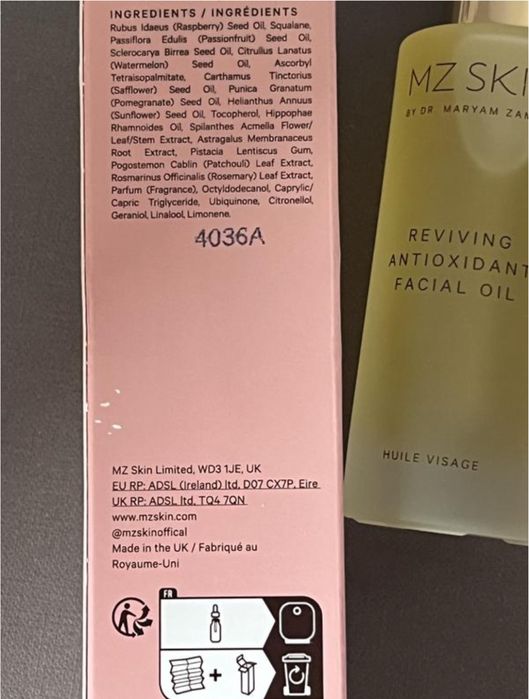 INGREDIENTS / INGRÉDIENTS
Rubus Idaeus (Raspberry) Seed Oil, Squalane,
Passiflora Edulis (Passionfruit) Seed Oil,
Sclerocarya Birrea Seed Oil, Citrullus Lanatus
(Watermelon) Seed Oil, Ascorbyl
Tetraisopalmitate, Carthamus Tinctorius
(Safflower) Seed Oil, Punica Granatum
(Pomegranate) Seed Oil, Helianthus Annuus
(Sunflower) Seed Oil, Tocopherol, Hippophae
Rhamnoides Oil, Spilanthes Acmella Flower/
Leaf/Stem Extract, Astragalus Membranaceus
Root Extract, Pistacia Lentiscus Gum,
Pogostemon Cablin (Patchouli) Leaf Extract,
Rosmarinus Officinalis (Rosemary) Leaf Extract,
Parfum (Fragrance), Octyldodecanol, Caprylic/
Capric Triglyceride, Ubiquinone, Citronellol,
Geraniol, Linalool, Limonene.
4036A
MZ Skin Limited, WD3 1JE, UK
EU RP: ADSL (Ireland) ltd, D07 CX7P, Eire
UK RP: ADSL ltd, TQ4 7QN
www.mzskin.com
@mzskinoffical
Made in the UK / Fabriqué au
Royaume-Uni
FR
+
MZ SKI
BY DR. MARYAM ZAM
REVIVING
ANTIOXIDANT
FACIAL OIL
HUILE VISAGE